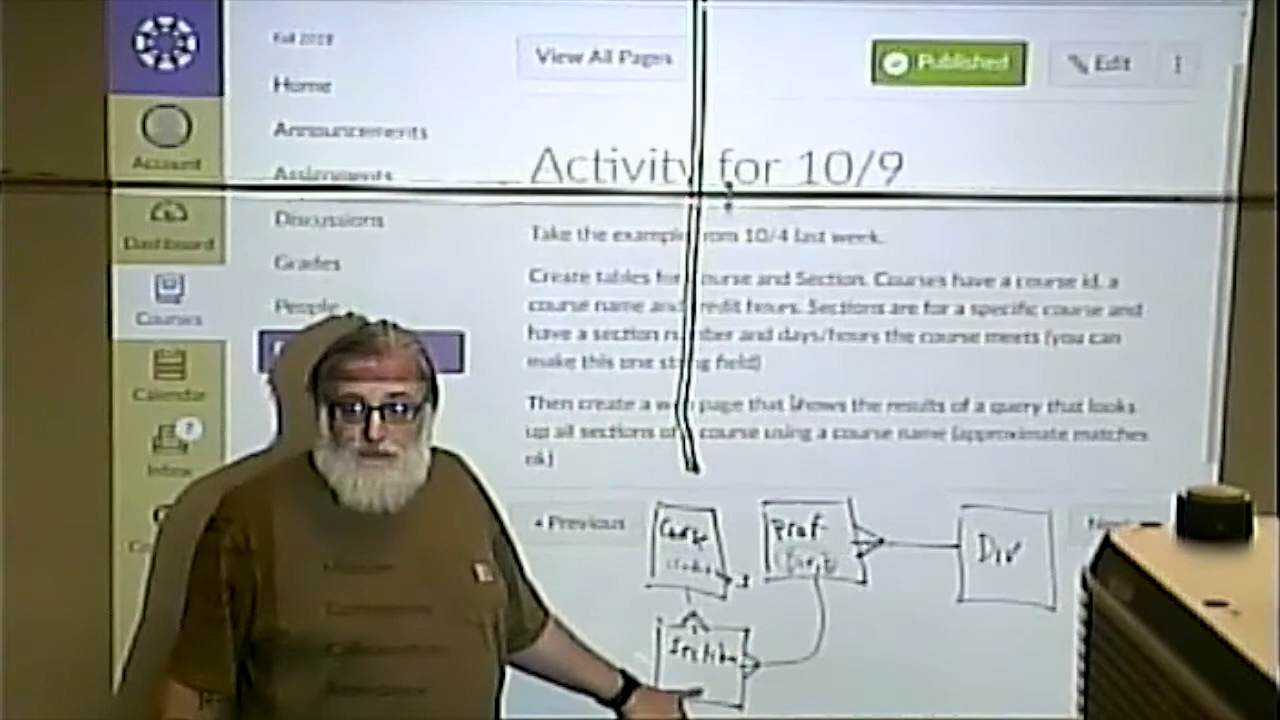 Fall 2018
View All Pages
Published
Edit
Home
Account
Announcements
Activity for 10/9
Assignments
Dashboard
Discussions
Take the example from 10/4 last week.
Grades
Create tables for Course and Section. Courses have a course id, a
course name and credit hours. Sections are for a specific course and
People
Courses
have a section number and days/hours the course meets (you can
make this one string field)
Calendar
Then create a web page that shows the results of a query that looks
up all sections of a course using a course name (approximate matches
ok)
?
Inbox
Previous
Prof
Div
Section